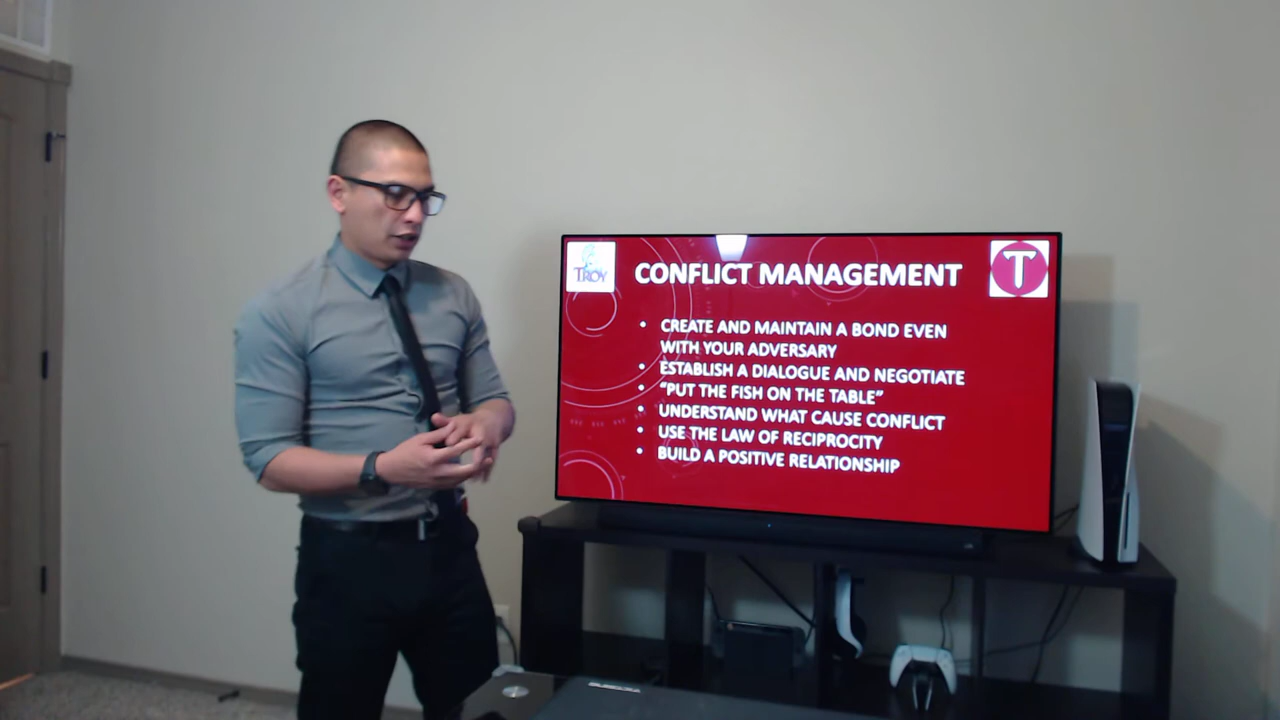 TROY
CONFLICT MANAGEMENT
T
• CREATE AND MAINTAIN A BOND EVEN
WITH YOUR ADVERSARY
• ESTABLISH A DIALOGUE AND NEGOTIATE
• “PUT THE FISH ON THE TABLE”
• UNDERSTAND WHAT CAUSE CONFLICT
• USE THE LAW OF RECIPROCITY
• BUILD A POSITIVE RELATIONSHIP